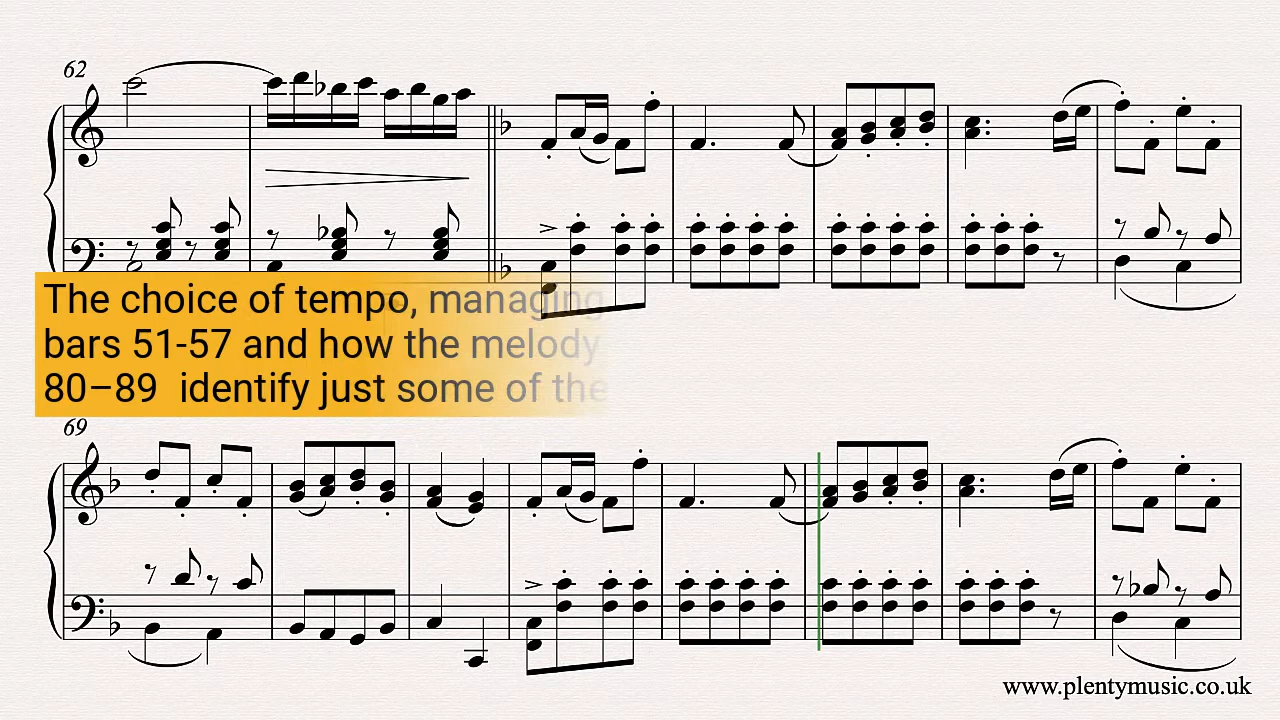 62
The choice of tempo, managing
bars 51-57 and how the melody
80–89 identify just some of the
69
www.plentymusic.co.uk